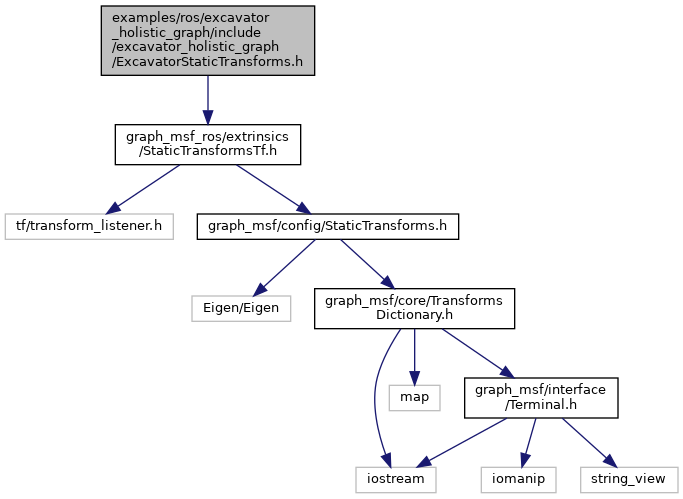 examples/ros/excavator
_holistic_graph/include
/excavator_holistic_graph
/ExcavatorStaticTransforms.h
graph_msf_ros/extrinsics
/StaticTransformsTf.h
tf/transform_listener.h
graph_msf/config/StaticTransforms.h
Eigen/Eigen
graph_msf/core/Transforms
Dictionary.h
map
graph_msf/interface
/Terminal.h
iostream
iomanip
string_view